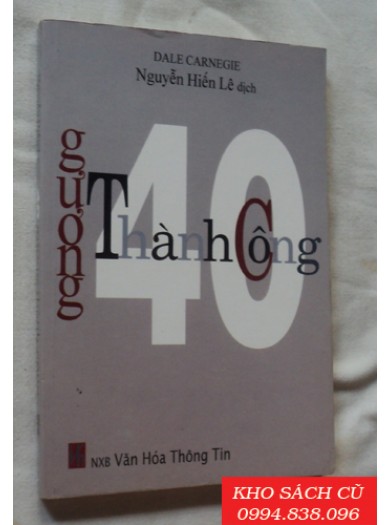 DALE CARNEGIE
Nguyễn Hiến Lê dịch
40
gương
Thành Công
NXB Văn Hóa Thông Tin
KHO SÁCH CŨ
0994.838.096